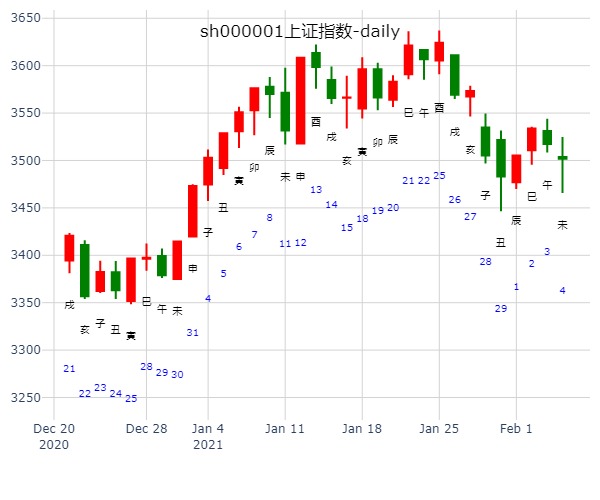 sh000001上证指数-daily
3650
3600
3550
3500
3450
3400
3350
3300
3250
戌
亥
子
丑
寅
巳
午
未
申
子
丑
寅
卯
辰
未
申
酉
戌
亥
寅
卯
辰
巳
午
酉
戌
亥
子
丑
辰
巳
午
未
21
22
23
24
25
28
29
30
31
4
5
6
7
8
11
12
13
14
15
18
19
20
21
22
25
26
27
28
29
1
2
3
4
Dec 20
2020
Dec 28
Jan 4
2021
Jan 11
Jan 18
Jan 25
Feb 1